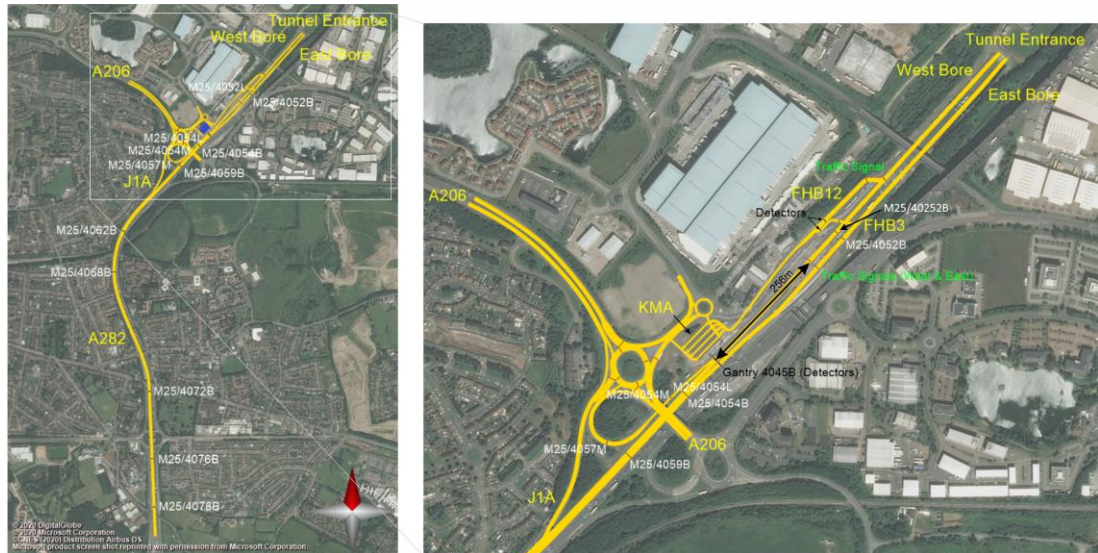 Tunnel Entrance
West Bore
East Bore
A206
M25/4052L
M25/4052B
M25/4054L
M25/4054M
M25/4054B
M25/4057M
M25/4059B
J1A
M25/4062B
M25/4068B
A282
M25/4072B
M25/4076B
M25/4078B
© 2020 DigitalGlobe
© 2020 Microsoft Corporation
© CNES (2020) Distribution Airbus DS
Microsoft product screen shot reprinted with permission from Microsoft Corporation.
Tunnel Entrance
West Bore
East Bore
Traffic Signal
A206
FHB12
Detectors
M25/40252B
FHB3
M25/4052B
Traffic Signals (West & East)
256m
KMA
Gantry 4045B (Detectors)
M25/4054L
M25/4054M
M25/4054B
A206
M25/4057M
M25/4059B
J1A